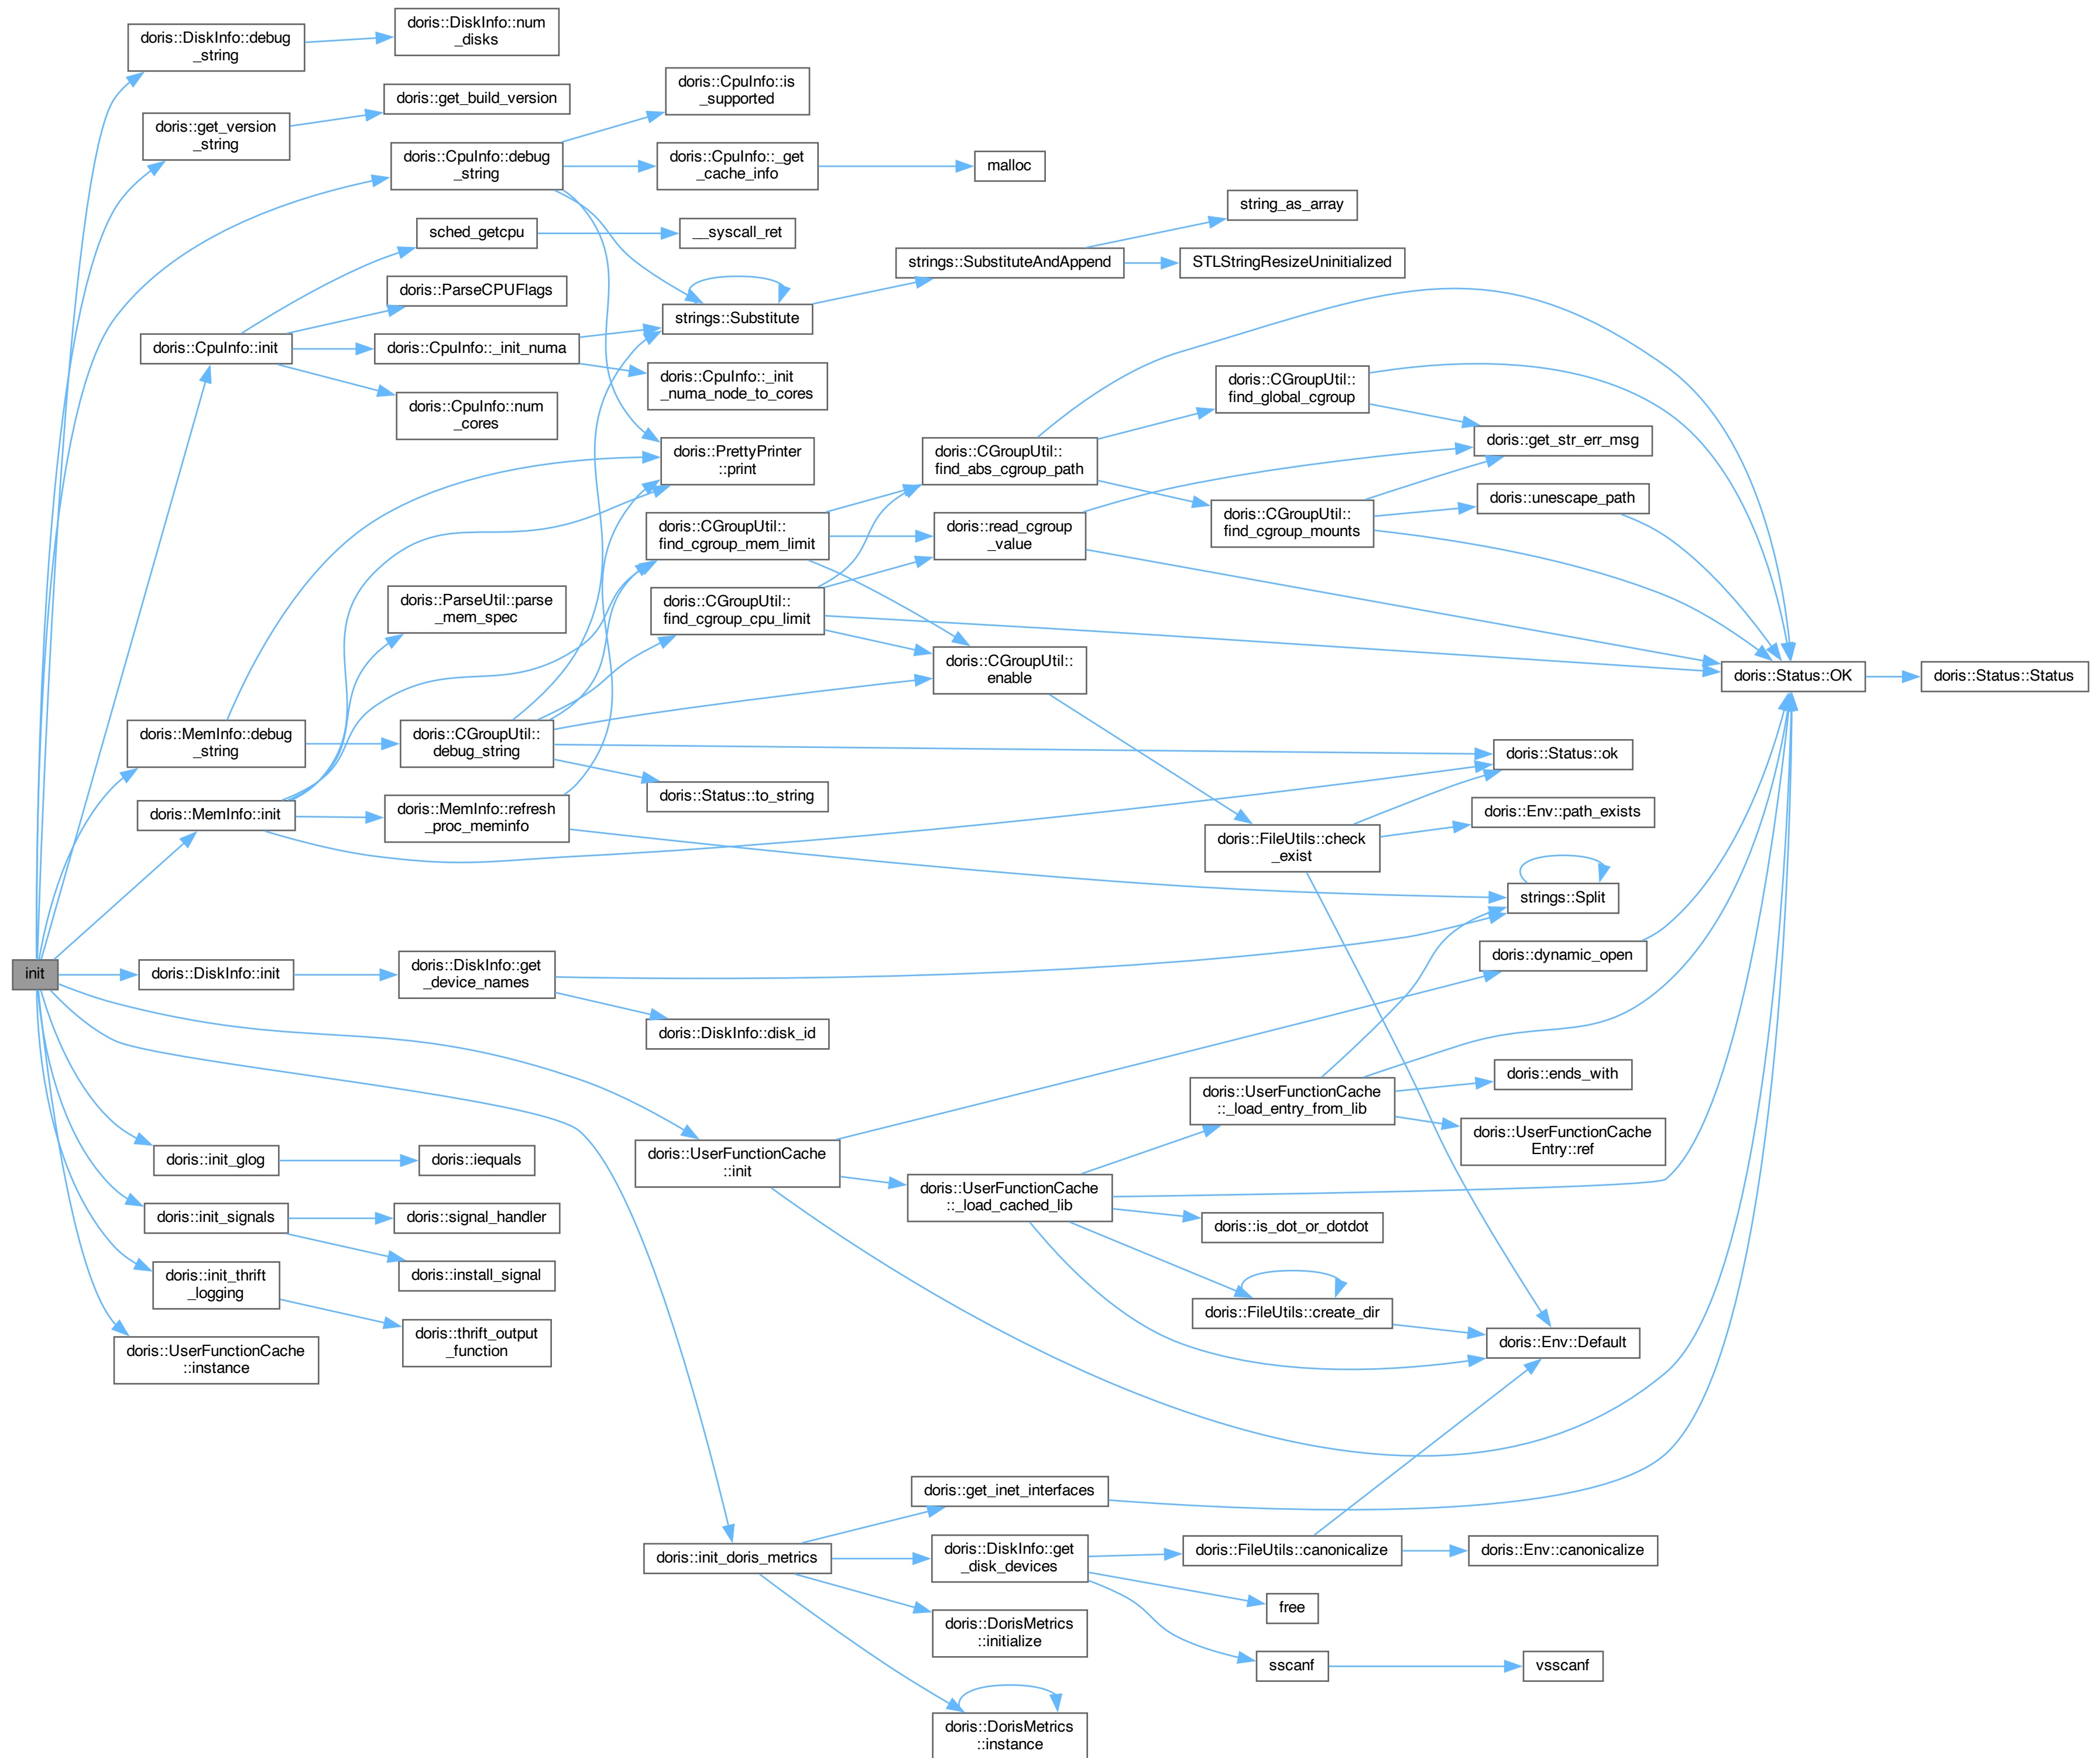 doris::DiskInfo::num
_disks
doris::DiskInfo::debug
_string
doris::CpuInfo::is
_supported
doris::get_build_version
doris::get_version
_string
doris::CpuInfo::debug
_string
doris::CpuInfo::_get
_cache_info
malloc
string_as_array
sched_getcpu
__syscall_ret
strings::SubstituteAndAppend
STLStringResizeUninitialized
doris::ParseCPUFlags
strings::Substitute
doris::CpuInfo::init
doris::CpuInfo::_init_numa
doris::CpuInfo::_init
_numa_node_to_cores
doris::CGroupUtil::
find_global_cgroup
doris::CpuInfo::num
_cores
doris::get_str_err_msg
doris::PrettyPrinter
::print
doris::CGroupUtil::
find_abs_cgroup_path
doris::unescape_path
doris::CGroupUtil::
find_cgroup_mounts
doris::CGroupUtil::
find_cgroup_mem_limit
doris::read_cgroup
_value
doris::ParseUtil::parse
_mem_spec
doris::CGroupUtil::
find_cgroup_cpu_limit
doris::CGroupUtil::
enable
doris::Status::OK
doris::Status::Status
doris::MemInfo::debug
_string
doris::CGroupUtil::
debug_string
doris::Status::ok
doris::Status::to_string
doris::MemInfo::init
doris::MemInfo::refresh
_proc_meminfo
doris::Env::path_exists
doris::FileUtils::check
_exist
strings::Split
doris::dynamic_open
init
doris::DiskInfo::init
doris::DiskInfo::get
_device_names
doris::DiskInfo::disk_id
doris::ends_with
doris::UserFunctionCache
::_load_entry_from_lib
doris::UserFunctionCache
Entry::ref
doris::init_glog
doris::iequals
doris::UserFunctionCache
::init
doris::UserFunctionCache
::_load_cached_lib
doris::is_dot_or_dotdot
doris::init_signals
doris::signal_handler
doris::install_signal
doris::init_thrift
_logging
doris::FileUtils::create_dir
doris::thrift_output
_function
doris::Env::Default
doris::UserFunctionCache
::instance
doris::get_inet_interfaces
doris::init_doris_metrics
doris::DiskInfo::get
_disk_devices
doris::FileUtils::canonicalize
doris::Env::canonicalize
free
doris::DorisMetrics
::initialize
sscanf
vsscanf
doris::DorisMetrics
::instance